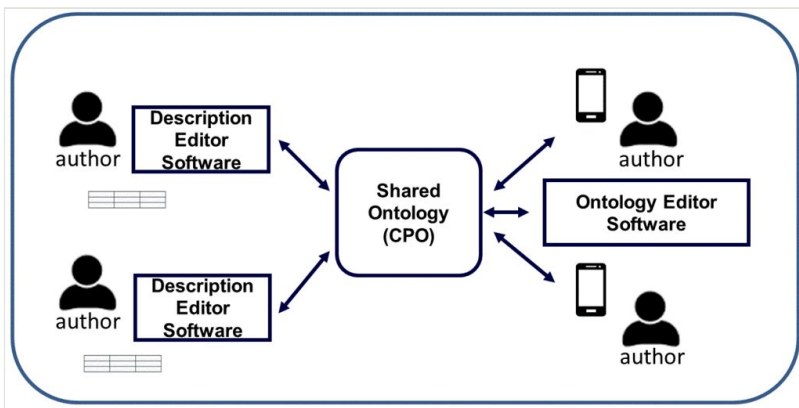 Description
Editor
Software
author
Shared
Ontology
(CPO)
author
Ontology Editor
Software
Description
Editor
Software
author
author